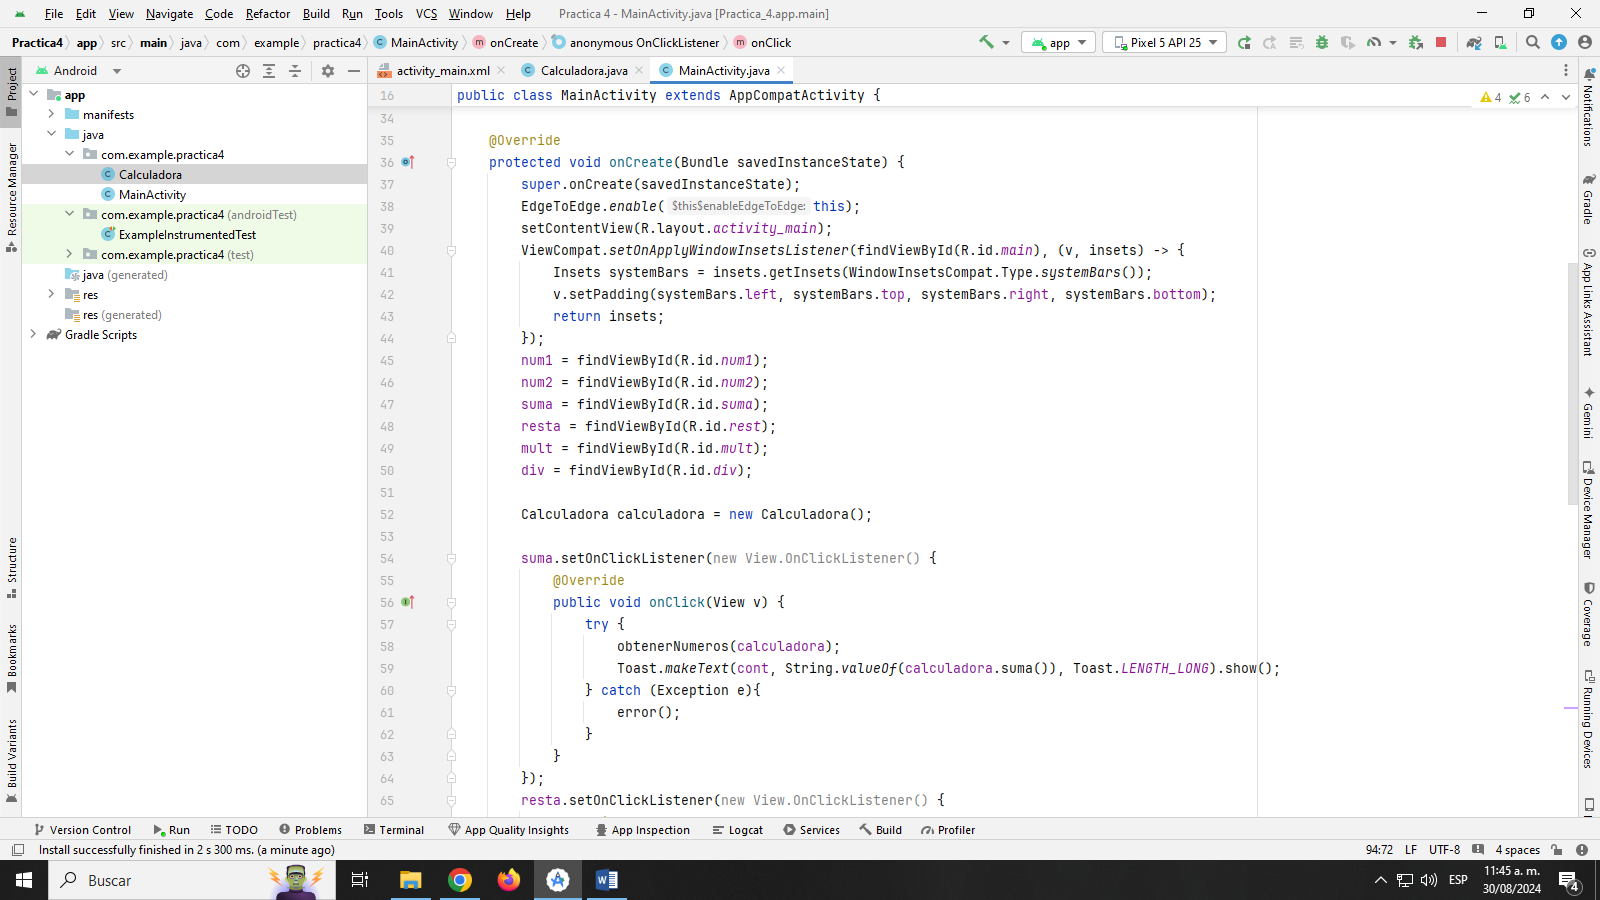 File Edit View Navigate Code Refactor Build Run Tools VCS Window Help Practica 4 - MainActivity.java [Practica_4.app.main]
Practica4 app src main java com example practica4 MainActivity onCreate anonymous OnClickListener onClick app Pixel 5 API 25
Android
activity_main.xml Calculadora.java MainActivity.java
Project
Resource Manager
Structure
Bookmarks
Build Variants
app
manifests
java
com.example.practica4
Calculadora
MainActivity
com.example.practica4 (androidTest)
ExampleInstrumentedTest
com.example.practica4 (test)
java (generated)
res
res (generated)
Gradle Scripts
16 public class MainActivity extends AppCompatActivity {
4 6
34
35 @Override
36 protected void onCreate(Bundle savedInstanceState) {
37 super.onCreate(savedInstanceState);
38 EdgeToEdge.enable( $this$enableEdgeToEdge: this);
39 setContentView(R.layout.activity_main);
40 ViewCompat.setOnApplyWindowInsetsListener(findViewById(R.id.main), (v, insets) -> {
41 Insets systemBars = insets.getInsets(WindowInsetsCompat.Type.systemBars());
42 v.setPadding(systemBars.left, systemBars.top, systemBars.right, systemBars.bottom);
43 return insets;
44 });
45 num1 = findViewById(R.id.num1);
46 num2 = findViewById(R.id.num2);
47 suma = findViewById(R.id.suma);
48 resta = findViewById(R.id.rest);
49 mult = findViewById(R.id.mult);
50 div = findViewById(R.id.div);
51
52 Calculadora calculadora = new Calculadora();
53
54 suma.setOnClickListener(new View.OnClickListener() {
55 @Override
56 public void onClick(View v) {
57 try {
58 obtenerNumeros(calculadora);
59 Toast.makeText(cont, String.valueOf(calculadora.suma()), Toast.LENGTH_LONG).show();
60 } catch (Exception e){
61 error();
62 }
63 }
64 });
65 resta.setOnClickListener(new View.OnClickListener() {
Notifications
Gradle
App Links Assistant
Gemini
Device Manager
Coverage
Running Devices
Version Control Run TODO Problems Terminal App Quality Insights App Inspection Logcat Services Build Profiler
Install successfully finished in 2 s 300 ms. (a minute ago) 94:72 LF UTF-8 4 spaces
Buscar
ESP
11:45 a. m.
30/08/2024
4